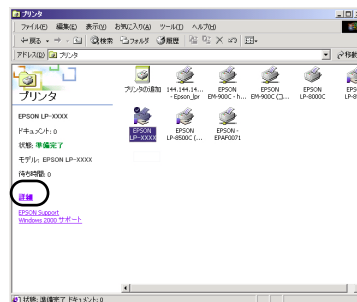 プリンタ
ファイル(F) 編集(E) 表示(V) お気に入り(A) ツール(T) ヘルプ(H)
戻る 検索 フォルダ 履歴
アドレス(D) プリンタ 移動
プリンタ
EPSON LP-XXXX
ドキュメント: 0
状態: 準備完了
モデル: EPSON LP-XXXX
待ち時間: 0
詳細
EPSON Support
Windows 2000 サポート
プリンタの追加
144.144.14...
- Epson_lpr
EPSON
EM-900C - h...
EPSON
EPSON
LP-8000C
EPS
LP-8
EPSON
LP-XXXX
EPSON
LP-8500C (...
EPSON -
EPAF0071
状態: 準備完了 ドキュメント: 0